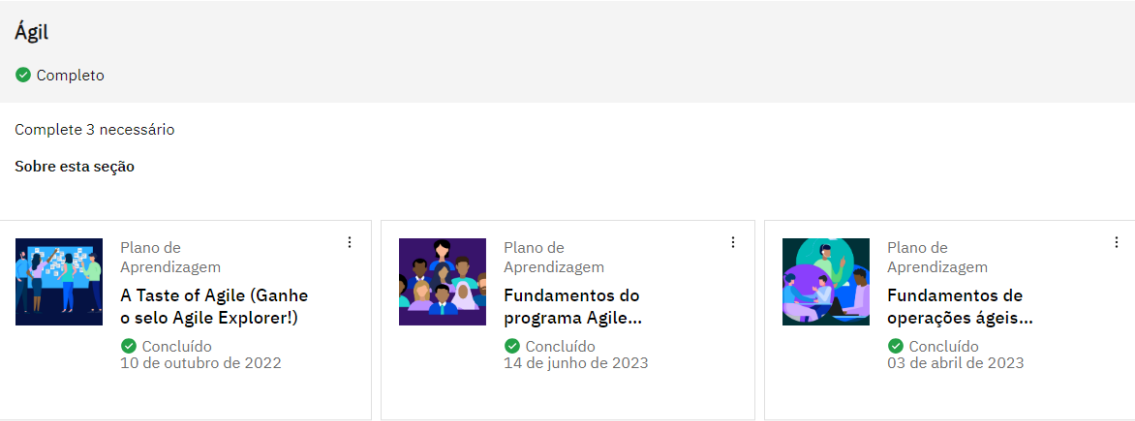 Ágil
Completo
Complete 3 necessário
Sobre esta seção
Plano de
Aprendizagem
A Taste of Agile (Ganhe
o selo Agile Explorer!)
Concluído
10 de outubro de 2022
Plano de
Aprendizagem
Fundamentos do
programa Agile...
Concluído
14 de junho de 2023
Plano de
Aprendizagem
Fundamentos de
operações ágeis...
Concluído
03 de abril de 2023